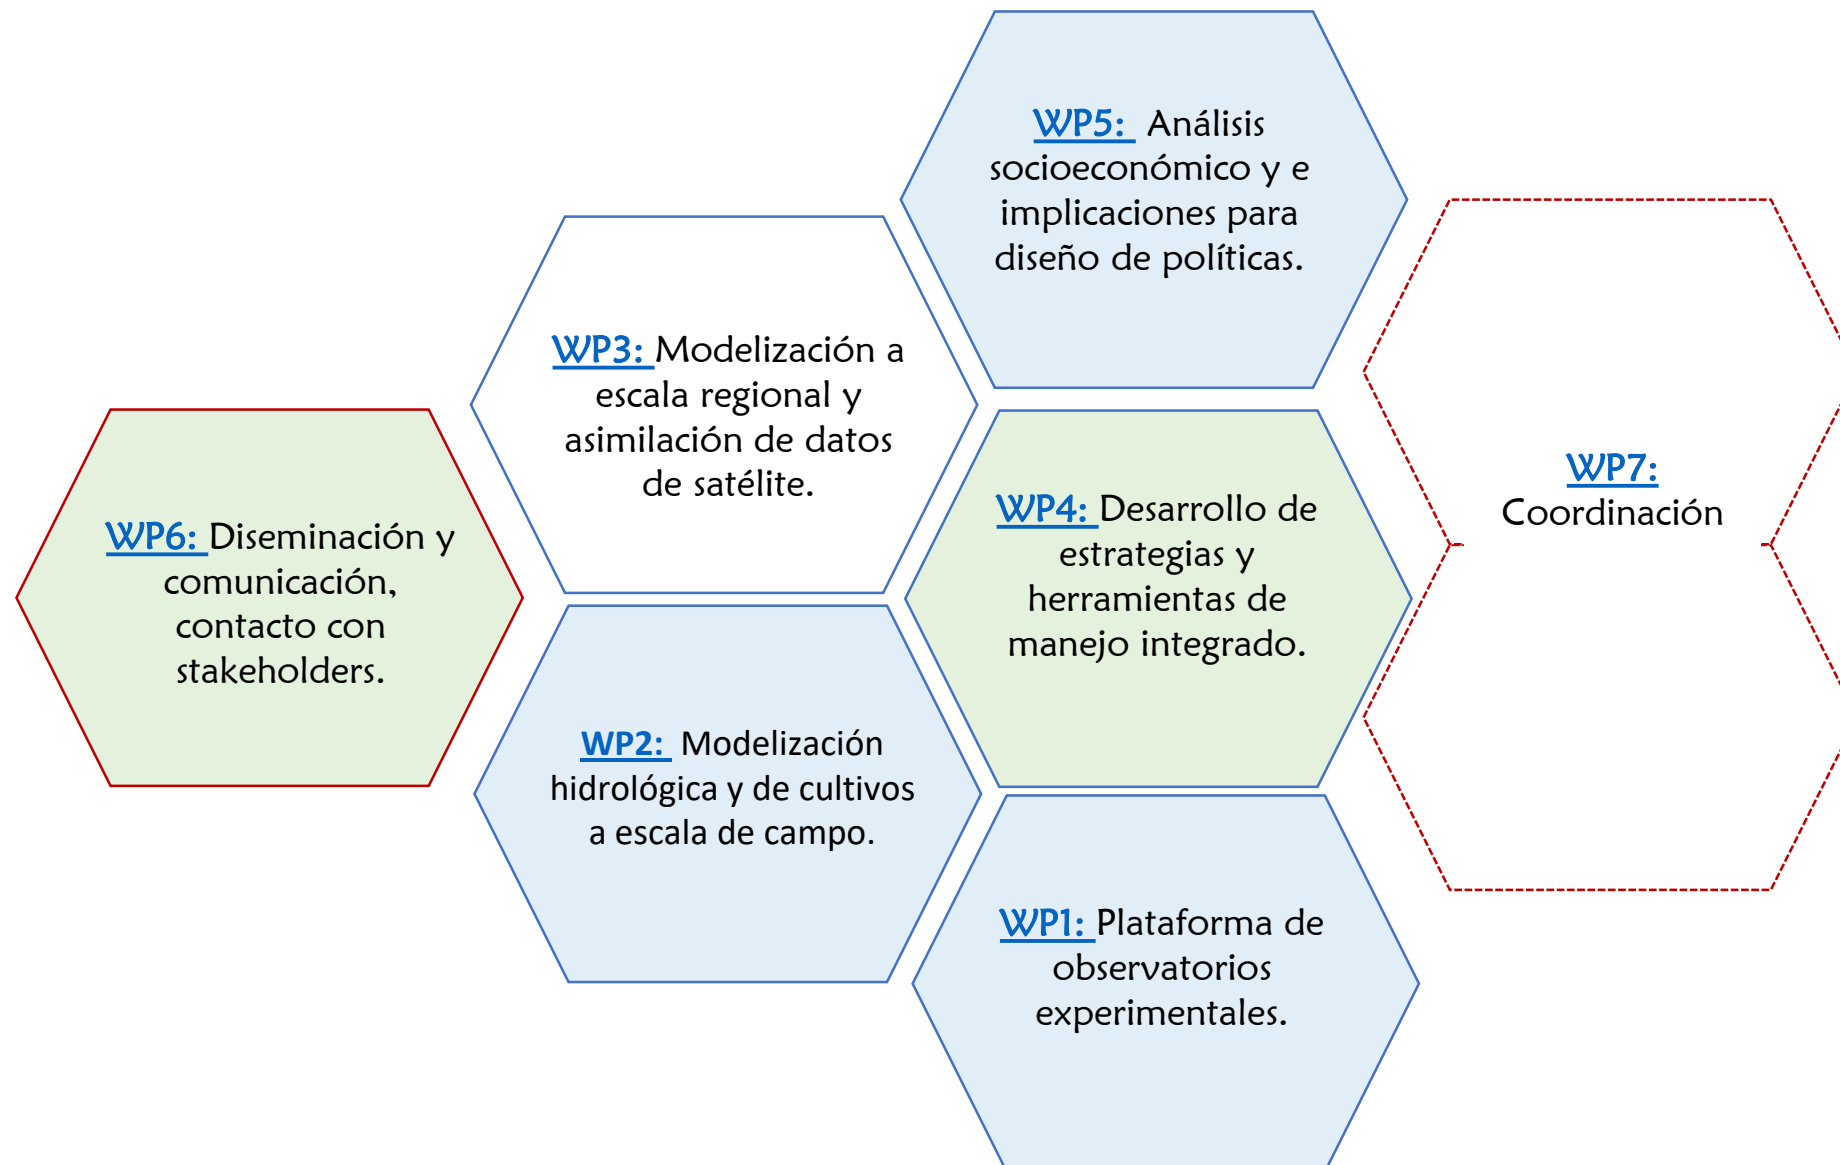 WP5: Análisis
socioeconómico y e
implicaciones para
diseño de políticas.
WP3: Modelización a
escala regional y
asimilación de datos
de satélite.
WP7:
Coordinación
WP4: Desarrollo de
estrategias y
herramientas de
manejo integrado.
WP6: Diseminación y
comunicación,
contacto con
stakeholders.
WP2: Modelización
hidrológica y de cultivos
a escala de campo.
WP1: Plataforma de
observatorios
experimentales.